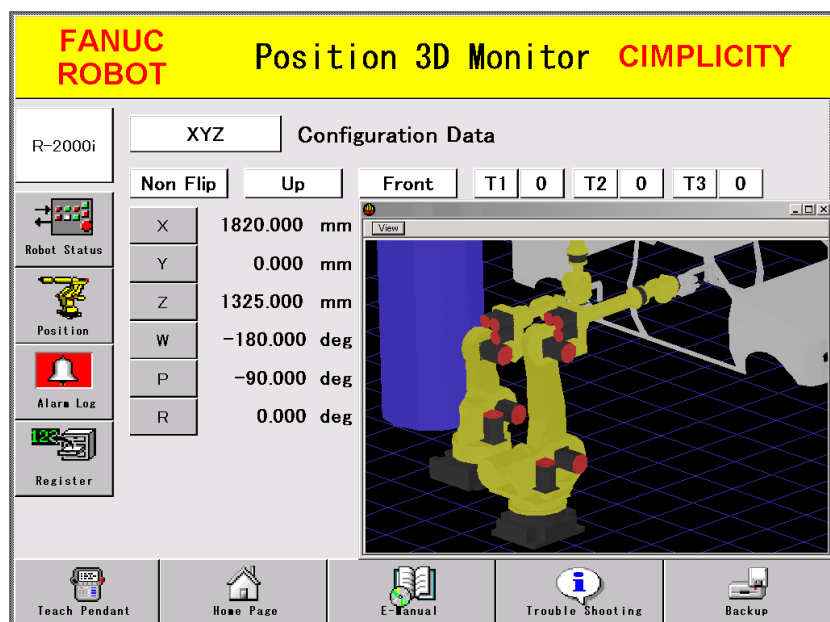 FANUC
ROBOT
Position 3D Monitor
CIMPLICITY
R-2000i
XYZ
Configuration Data
Non Flip
Up
Front
T1
0
T2
0
T3
0
Robot Status
Position
Alarm Log
123
Register
X 1820.000 mm
Y 0.000 mm
Z 1325.000 mm
W -180.000 deg
P -90.000 deg
R 0.000 deg
View
Teach Pendant
Home Page
E-Manual
Trouble Shooting
Backup